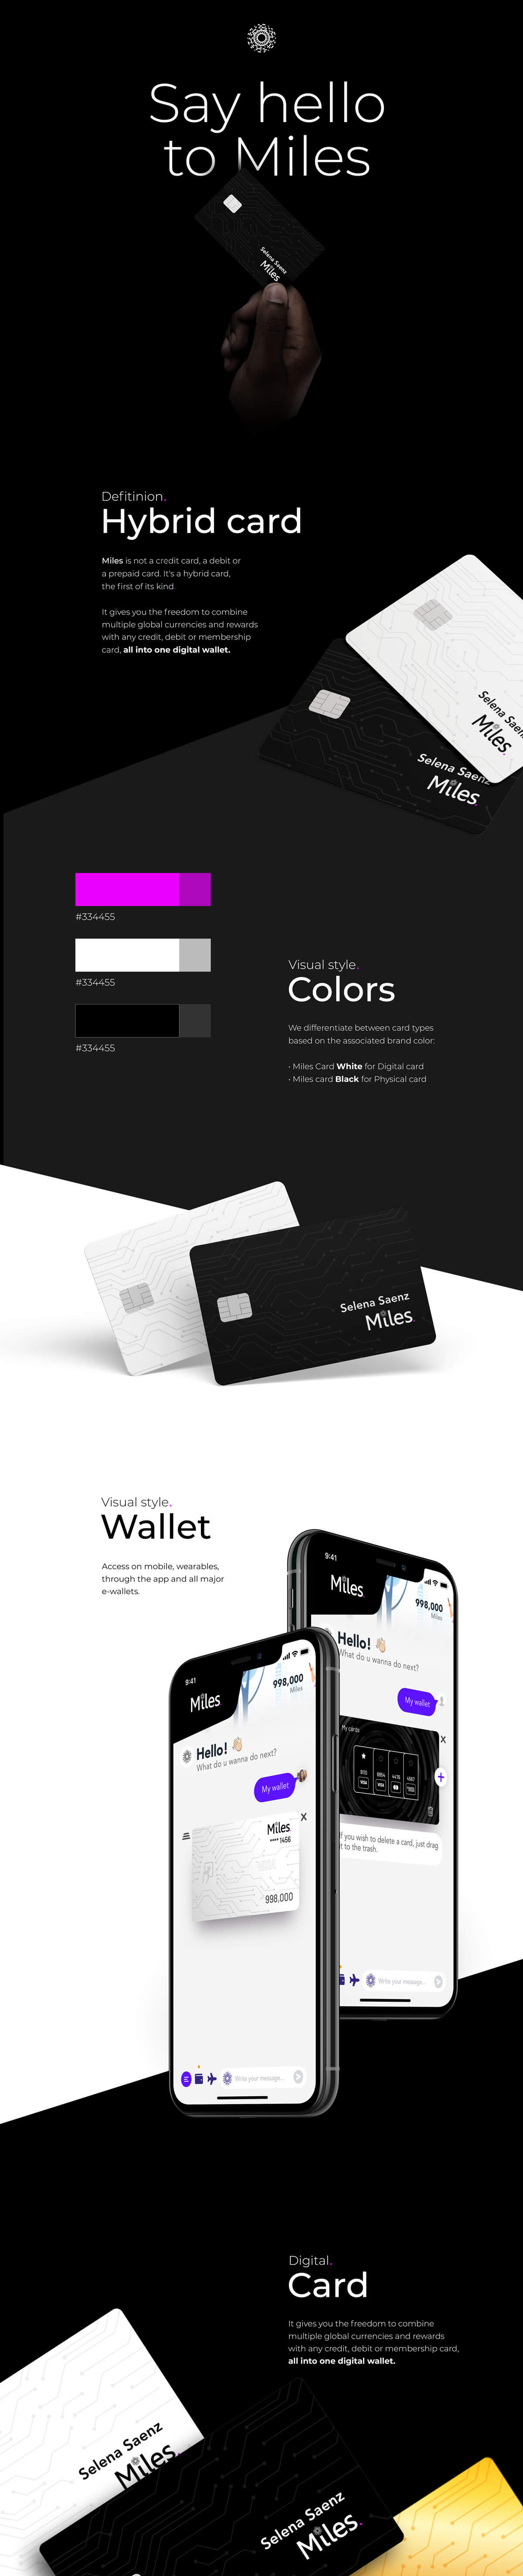 Say hello
to Miles
Selena Saenz
Miles
Defitinion.
Hybrid card
Miles is not a credit card, a debit or
a prepaid card. It's a hybrid card,
the first of its kind
It gives you the freedom to combine
multiple global currencies and rewards
with any credit, debit or membership
card, all into one digital wallet.
Selena Saenz
Miles.
Selena Saenz
Miles.
#334455
#334455
#334455
Visual style.
Colors
We differentiate between card types
based on the associated brand color:
• Miles Card White for Digital card
• Miles card Black for Physical card
Selena Saenz
Miles.
Visual style.
Wallet
Access on mobile, wearables,
through the app and all major
e-wallets.
9:41
Miles
998,000
Miles
Hello!
What do u wanna do next?
My wallet
My cards
X
VISA
VISA
VISA
+
If you wish to delete a card, just drag
it to the trash.
Write your message...
9:41
Miles
998,000
Miles
Hello!
What do u wanna do next?
My wallet
X
Miles
**** 1456
998,000
Write your message...
Digital.
Card
It gives you the freedom to combine
multiple global currencies and rewards
with any credit, debit or membership card,
all into one digital wallet.
Selena Saenz
Miles.
Selena Saenz
Miles.